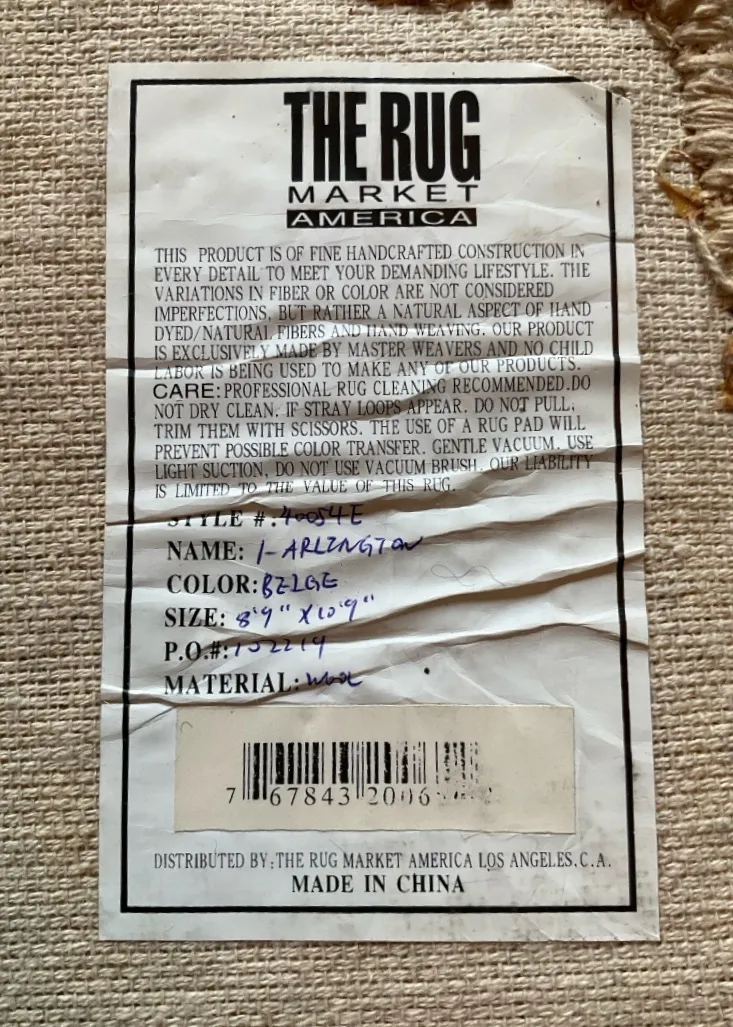 THE RUG
MARKET
AMERICA
THIS PRODUCT IS OF FINE HANDCRAFTED CONSTRUCTION IN
EVERY DETAIL TO MEET YOUR DEMANDING LIFESTYLE. THE
VARIATIONS IN FIBER OR COLOR ARE NOT CONSIDERED
IMPERFECTIONS, BUT RATHER A NATURAL ASPECT OF HAND
DYED/NATURAL FIBERS AND HAND WEAVING. OUR PRODUCT
IS EXCLUSIVELY MADE BY MASTER WEAVERS AND NO CHILD
LABOR IS BEING USED TO MAKE ANY OF OUR PRODUCTS.
CARE: PROFESSIONAL RUG CLEANING RECOMMENDED. DO
NOT DRY CLEAN. IF STRAY LOOPS APPEAR. DO NOT PULL,
TRIM THEM WITH SCISSORS. THE USE OF A RUG PAD WILL
PREVENT POSSIBLE COLOR TRANSFER. GENTLE VACUUM. USE
LIGHT SUCTION, DO NOT USE VACUUM BRUSH. OUR LIABILITY
IS LIMITED TO THE VALUE OF THIS RUG.
STYLE #: 40054E
NAME: 1-ARLINGTON
COLOR: BEIGE
SIZE: 8'9" X 10'9"
P.O.#: 152219
MATERIAL: WOOL
7 67843 2006
DISTRIBUTED BY: THE RUG MARKET AMERICA LOS ANGELES, C.A.
MADE IN CHINA